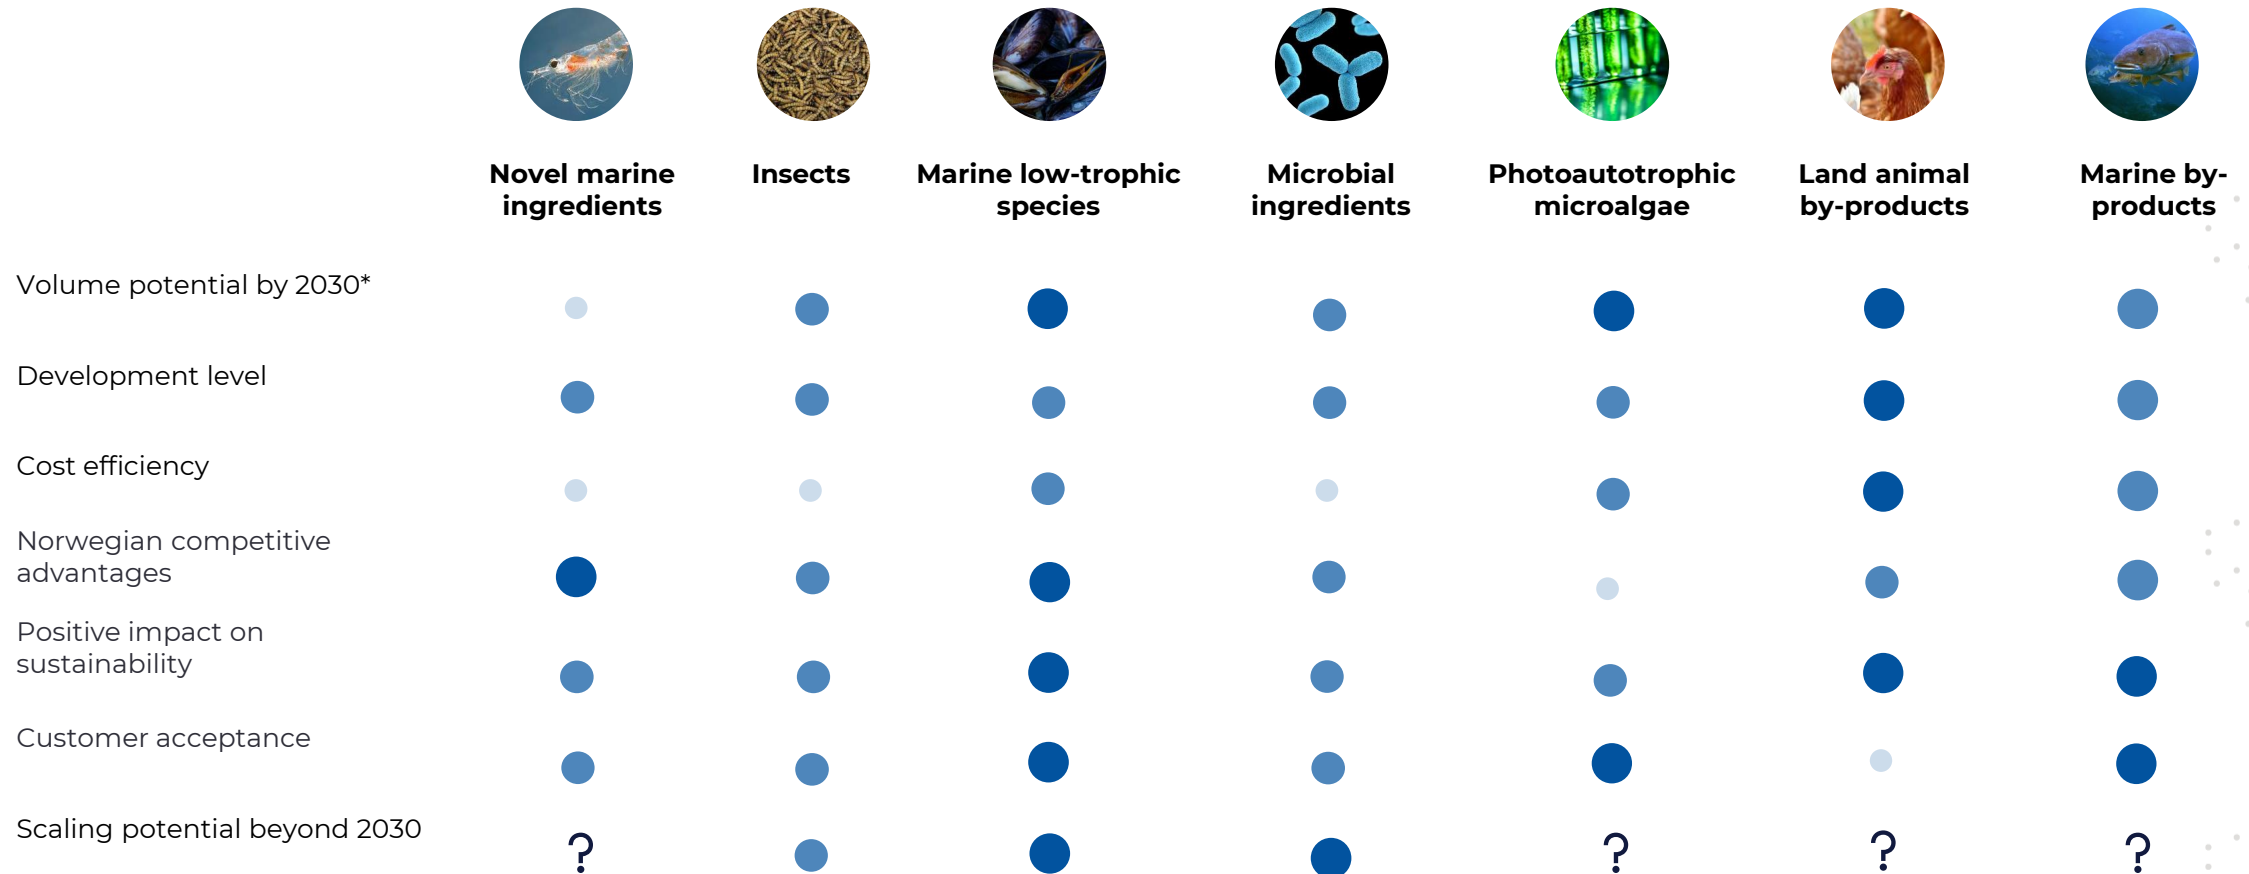 Novel marine
ingredients
Insects
Marine low-trophic
species
Microbial
ingredients
Photoautotrophic
microalgae
Land animal
by-products
Marine by-
products
Volume potential by 2030*
Development level
Cost efficiency
Norwegian competitive
advantages
Positive impact on
sustainability
Customer acceptance
Scaling potential beyond 2030
? ? ? ?